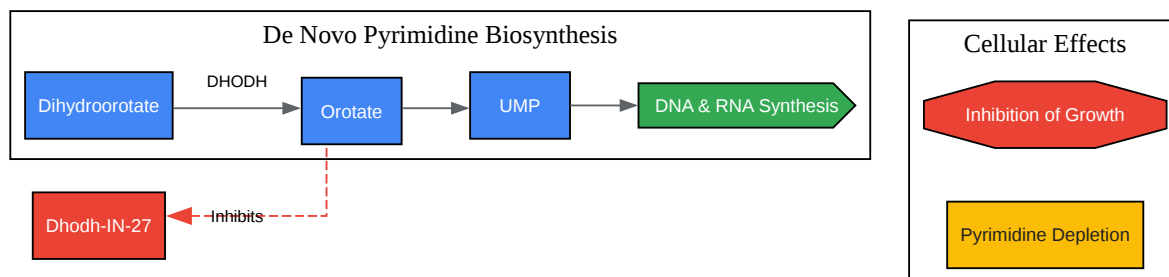 De Novo Pyrimidine Biosynthesis
Dihydroorotate
DHODH
Orotate
UMP
DNA & RNA Synthesis
Inhibits
Dhodh-IN-27
Cellular Effects
Inhibition of Growth
Pyrimidine Depletion